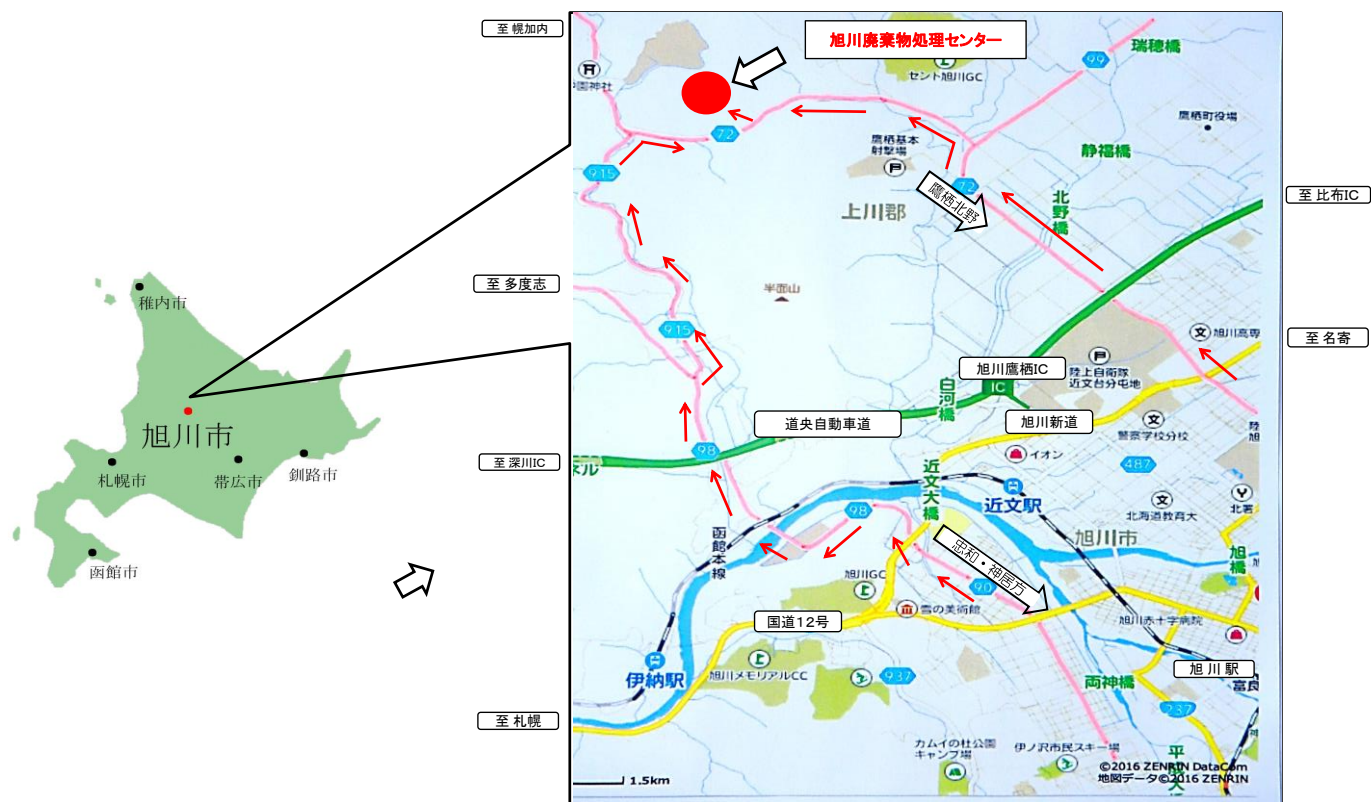 至 幌加内
至 多度志
至 深川IC
至 札幌
稚内市
旭川市
札幌市
帯広市
釧路市
函館市
旭川廃棄物処理センター
瑞穂橋
99
セント旭川GC
園神社
72
鷹栖町役場
鷹栖基本
射撃場
静福橋
915
72
鷹栖北野
北野橋
上川郡
至 比布IC
半面山
915
旭川高専
至 名寄
陸上自衛隊
近文台分屯地
旭川鷹栖IC
IC
白河橋
道央自動車道
旭川新道
警察学校分校
イオン
98
487
近文大橋
近文駅
北海道教育大
北署
98
函館本線
旭川市
旭橋
忠和・神居方
旭川GC
90
雪の美術館
国道12号
旭川赤十字病院
伊納駅
旭川メモリアルCC
937
両神橋
旭川駅
富良
237
カムイの杜公園
キャンプ場
伊ノ沢市民スキー場
1.5km
©2016 ZENRIN DataCom
地図データ©2016 ZENRIN